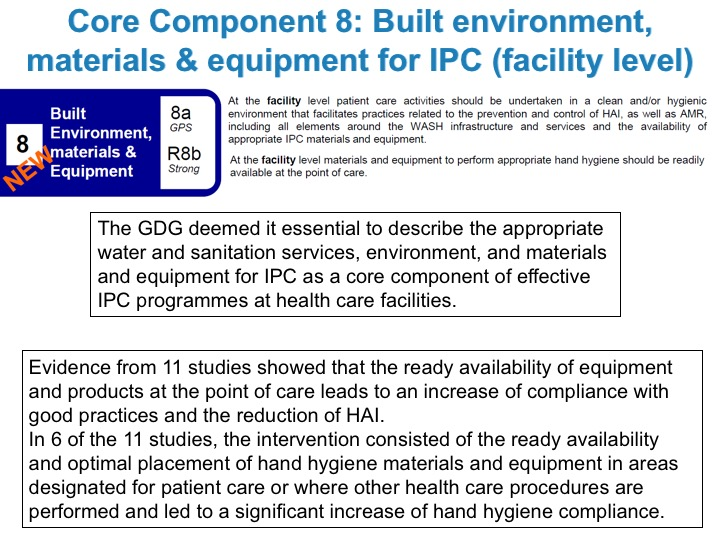 Core Component 8: Built environment,
materials & equipment for IPC (facility level)
8
NEW
Built
Environment,
materials &
Equipment
8a
GPS
R8b
Strong
At the facility level patient care activities should be undertaken in a clean and/or hygienic
environment that facilitates practices related to the prevention and control of HAI, as well as AMR,
including all elements around the WASH infrastructure and services and the availability of
appropriate IPC materials and equipment.
At the facility level materials and equipment to perform appropriate hand hygiene should be readily
available at the point of care.
The GDG deemed it essential to describe the appropriate
water and sanitation services, environment, and materials
and equipment for IPC as a core component of effective
IPC programmes at health care facilities.
Evidence from 11 studies showed that the ready availability of equipment
and products at the point of care leads to an increase of compliance with
good practices and the reduction of HAI.
In 6 of the 11 studies, the intervention consisted of the ready availability
and optimal placement of hand hygiene materials and equipment in areas
designated for patient care or where other health care procedures are
performed and led to a significant increase of hand hygiene compliance.